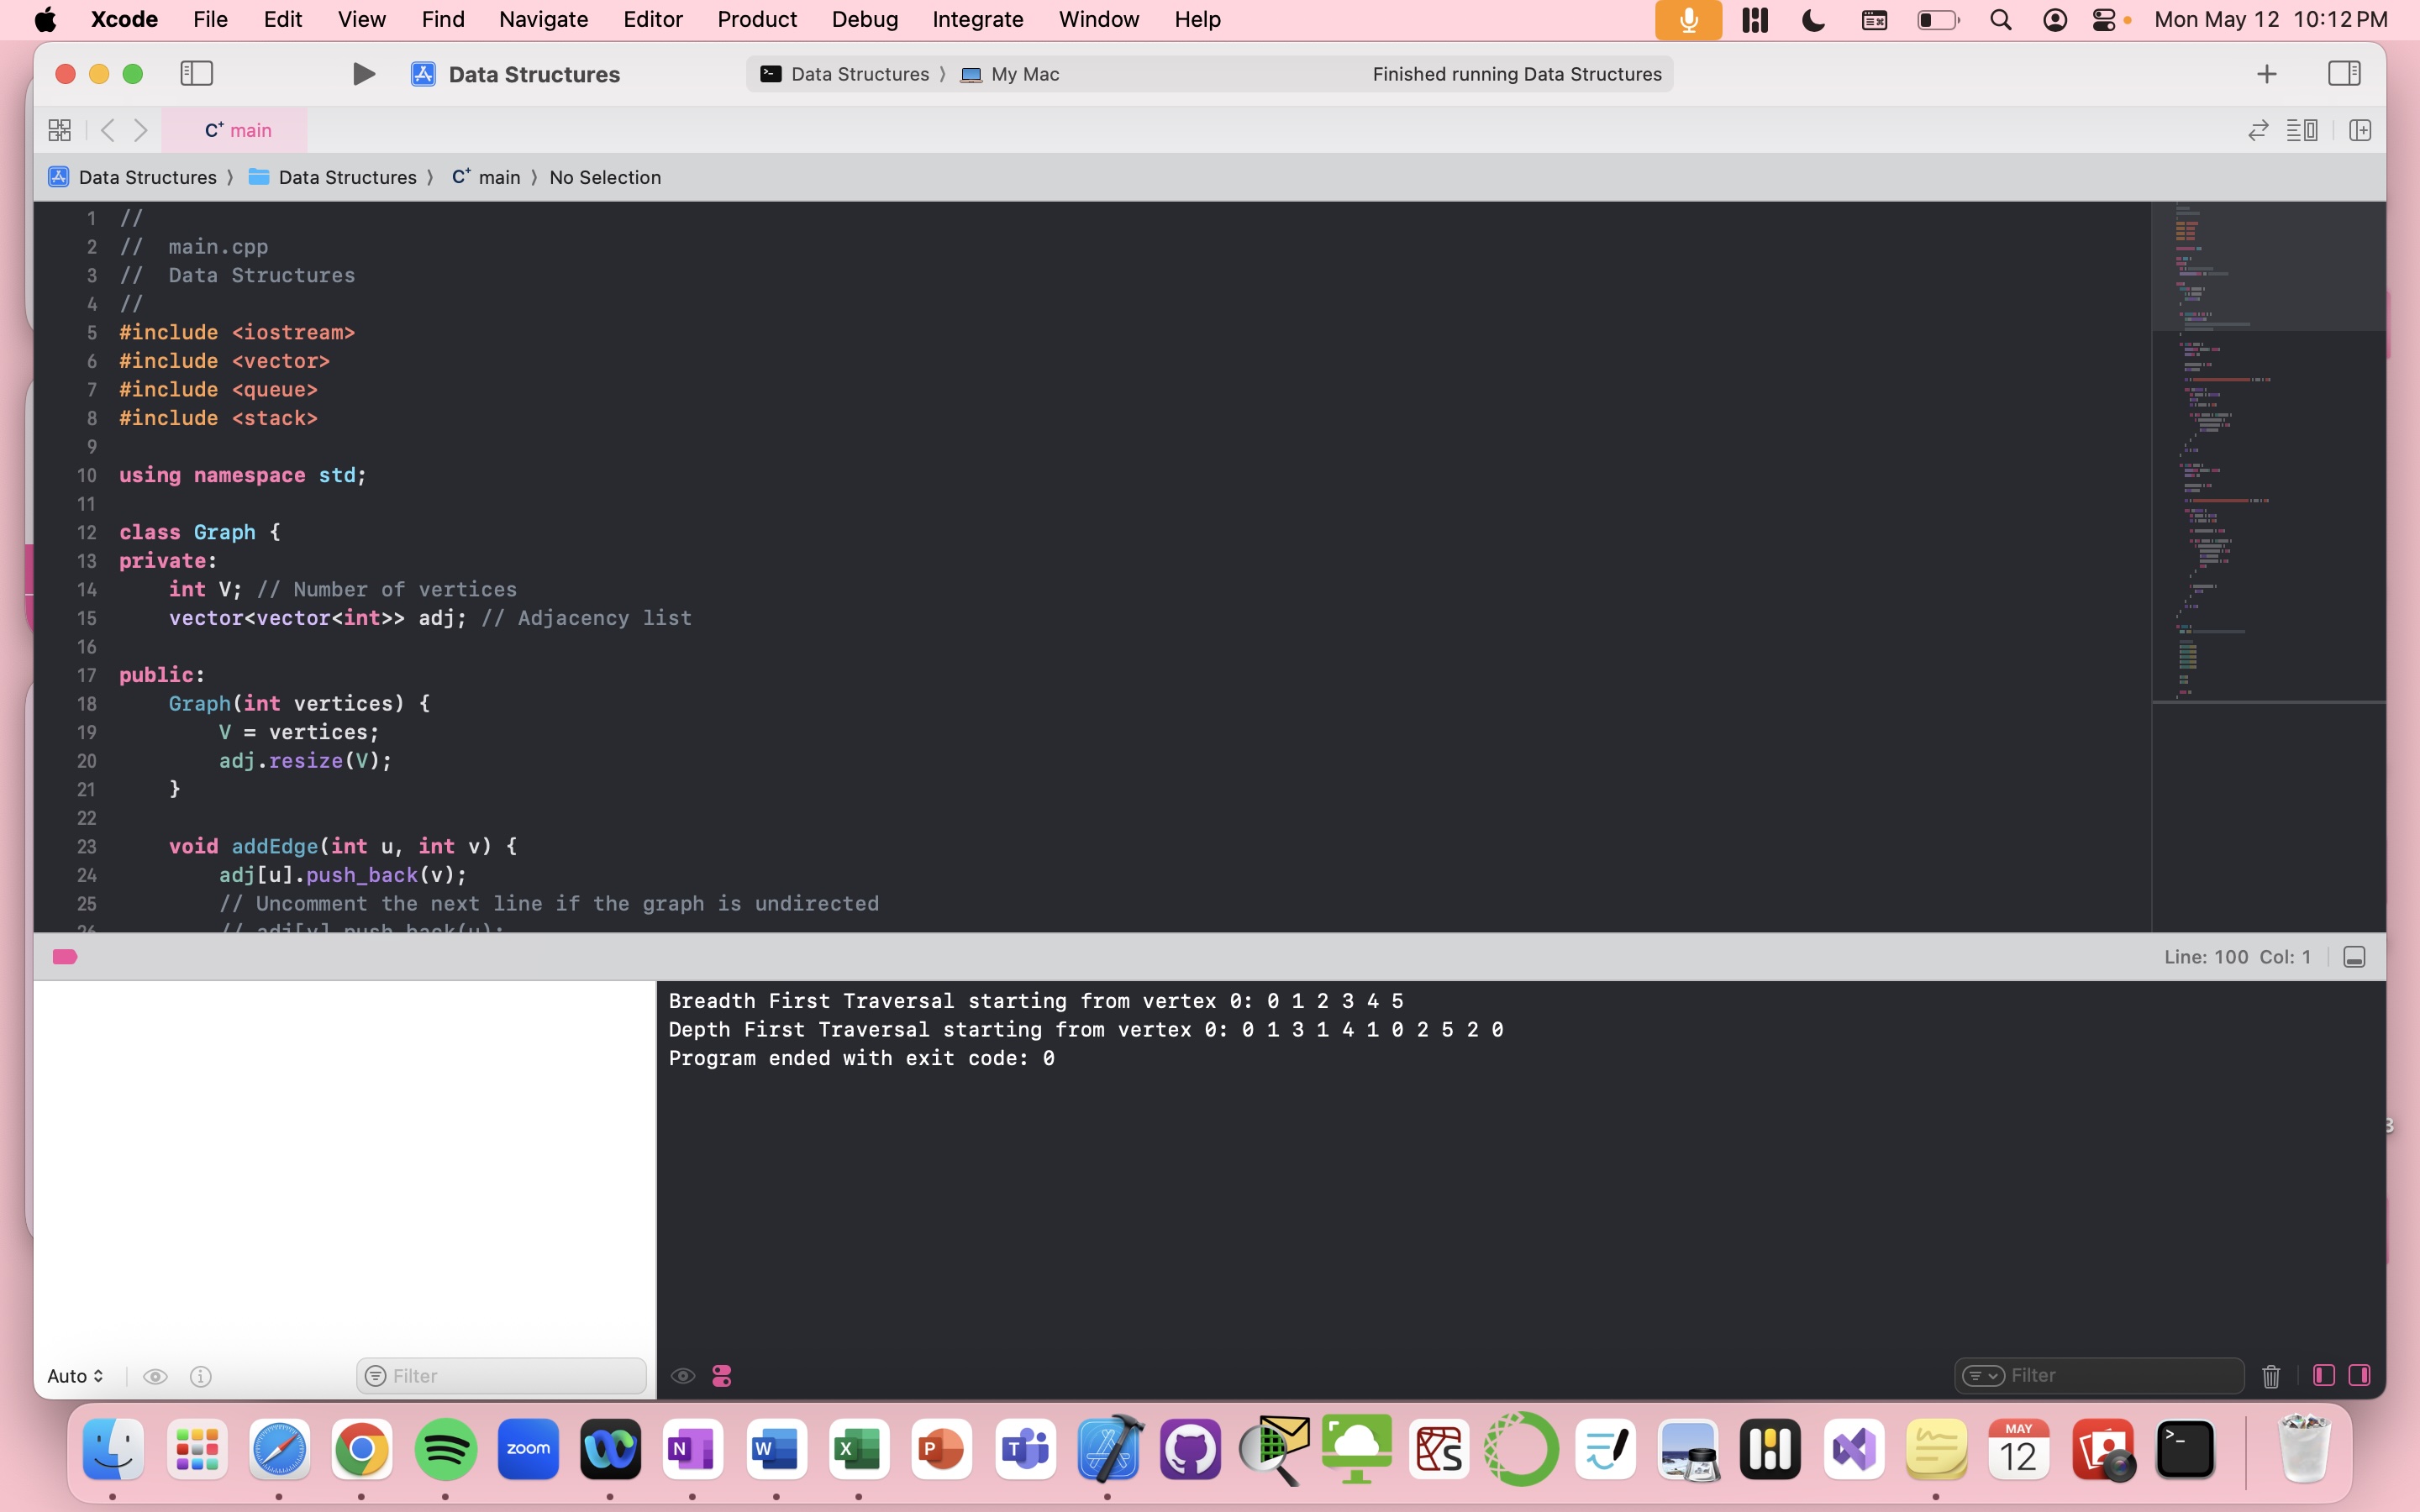 Xcode File Edit View Find Navigate Editor Product Debug Integrate Window Help Mon May 12 10:12 PM
Data Structures Data Structures 〉 My Mac Finished running Data Structures
C+ main
Data Structures 〉 Data Structures 〉 C+ main 〉 No Selection
1 //
2 //  main.cpp
3 //  Data Structures
4 //
5 #include <iostream>
6 #include <vector>
7 #include <queue>
8 #include <stack>
9
10 using namespace std;
11
12 class Graph {
13 private:
14     int V; // Number of vertices
15     vector<vector<int>> adj; // Adjacency list
16
17 public:
18     Graph(int vertices) {
19         V = vertices;
20         adj.resize(V);
21     }
22
23     void addEdge(int u, int v) {
24         adj[u].push_back(v);
25         // Uncomment the next line if the graph is undirected
26         // adj[v].push_back(u);
Line: 100 Col: 1
Breadth First Traversal starting from vertex 0: 0 1 2 3 4 5
Depth First Traversal starting from vertex 0: 0 1 3 1 4 1 0 2 5 2 0
Program ended with exit code: 0
3
Auto Filter Filter
zoom N W X P T S MAY 12 >_